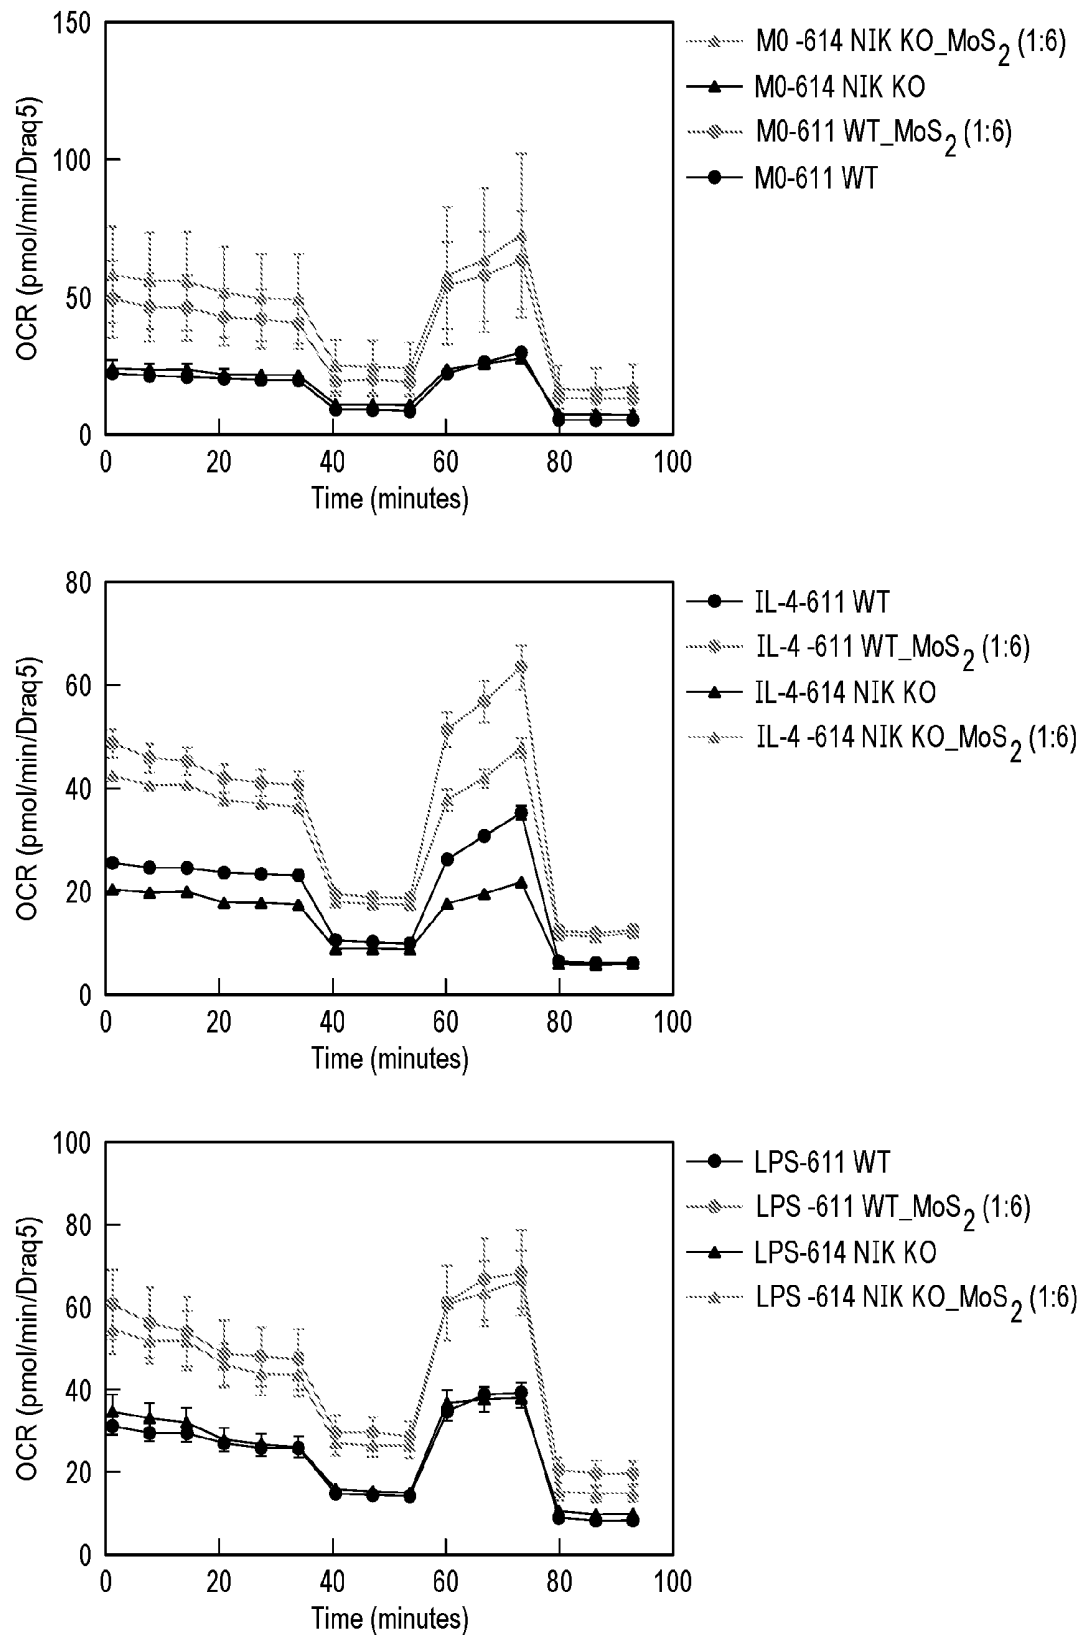 150
100
50
0
OCR (pmol/min/Draq5)
0 20 40 60 80 100
Time (minutes)
M0 -614 NIK KO_MoS₂ (1:6)
M0-614 NIK KO
M0-611 WT_MoS₂ (1:6)
M0-611 WT
80
60
40
20
0
OCR (pmol/min/Draq5)
0 20 40 60 80 100
Time (minutes)
IL-4-611 WT
IL-4 -611 WT_MoS₂ (1:6)
IL-4-614 NIK KO
IL-4 -614 NIK KO_MoS₂ (1:6)
100
80
60
40
20
0
OCR (pmol/min/Draq5)
0 20 40 60 80 100
Time (minutes)
LPS-611 WT
LPS -611 WT_MoS₂ (1:6)
LPS-614 NIK KO
LPS -614 NIK KO_MoS₂ (1:6)